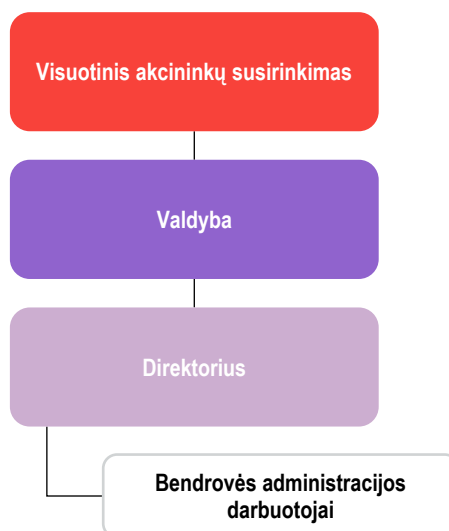 Visuotinis akcininkų susirinkimas
Valdyba
Direktorius
Bendrovės administracijos
darbuotojai